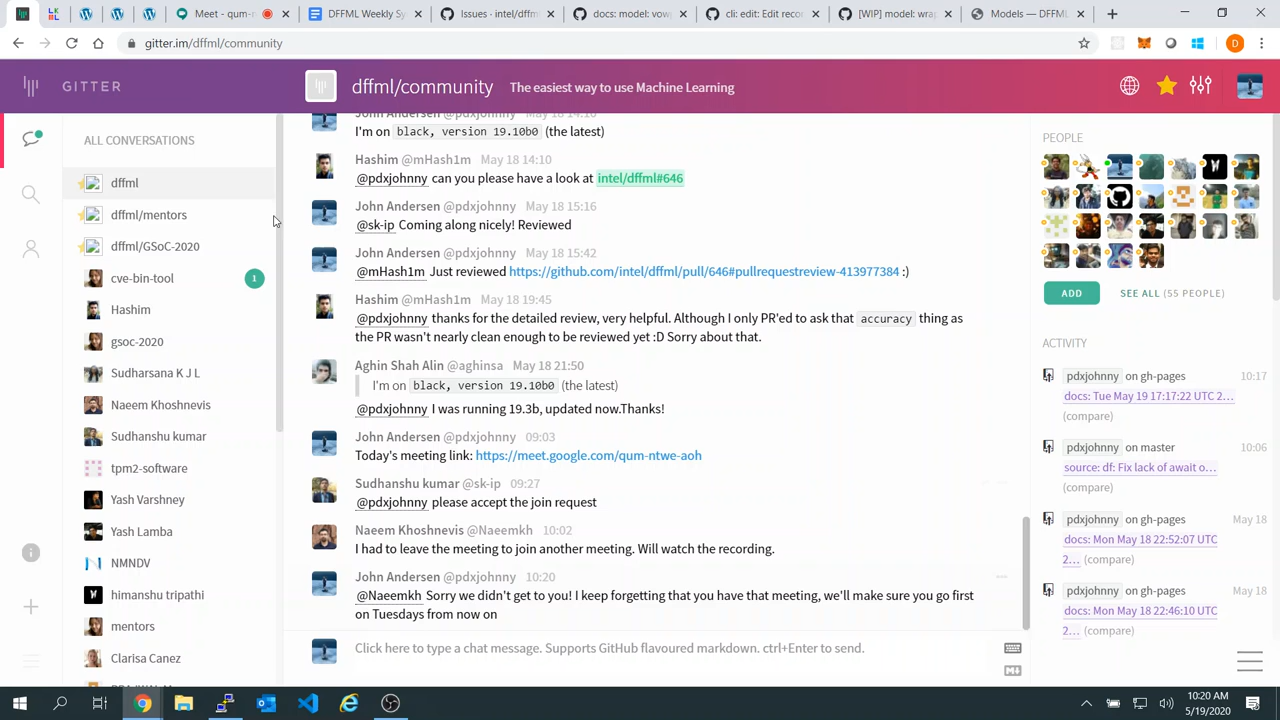 Meet - qum-n
DFFML Weekly Sy
Issues - intel/dffm
docs: model: vow
cli: edit: Edit reco
[WIP] model: wra
Models — DFFML
gitter.im/dffml/community
D
GITTER
dffml/community
The easiest way to use Machine Learning
ALL CONVERSATIONS
dffml
dffml/mentors
dffml/GSoC-2020
cve-bin-tool
1
Hashim
gsoc-2020
Sudharsana K J L
Naeem Khoshnevis
Sudhanshu kumar
tpm2-software
Yash Varshney
Yash Lamba
NMNDV
himanshu tripathi
mentors
Clarisa Canez
John Andersen @pdxjohnny May 18 14:10
I'm on black, version 19.10b0 (the latest)
Hashim @mHash1m May 18 14:10
@pdxjohnny can you please have a look at intel/dffml#646
John Andersen @pdxjohnny May 18 15:16
@sk-ip Coming along nicely! Reviewed
John Andersen @pdxjohnny May 18 15:42
@mHash1m Just reviewed https://github.com/intel/dffml/pull/646#pullrequestreview-413977384 :)
Hashim @mHash1m May 18 19:45
@pdxjohnny thanks for the detailed review, very helpful. Although I only PR'ed to ask that accuracy thing as
the PR wasn't nearly clean enough to be reviewed yet :D Sorry about that.
Aghin Shah Alin @aghinsa May 18 21:50
I'm on black, version 19.10b0 (the latest)
@pdxjohnny I was running 19.3b, updated now.Thanks!
John Andersen @pdxjohnny 09:03
Today's meeting link: https://meet.google.com/qum-ntwe-aoh
Sudhanshu kumar @sk-ip 09:27
@pdxjohnny please accept the join request
Naeem Khoshnevis @Naeemkh 10:02
I had to leave the meeting to join another meeting. Will watch the recording.
John Andersen @pdxjohnny 10:20
@Naeemkh Sorry we didn't get to you! I keep forgetting that you have that meeting, we'll make sure you go first
on Tuesdays from now on
Click here to type a chat message. Supports GitHub flavoured markdown. ctrl+Enter to send.
PEOPLE
ADD
SEE ALL (55 PEOPLE)
ACTIVITY
pdxjohnny on gh-pages 10:17
docs: Tue May 19 17:17:22 UTC 2...
(compare)
pdxjohnny on master 10:06
source: df: Fix lack of await o...
(compare)
pdxjohnny on gh-pages May 18
docs: Mon May 18 22:52:07 UTC
2... (compare)
pdxjohnny on gh-pages May 18
docs: Mon May 18 22:46:10 UTC
2... (compare)
10:20 AM
5/19/2020